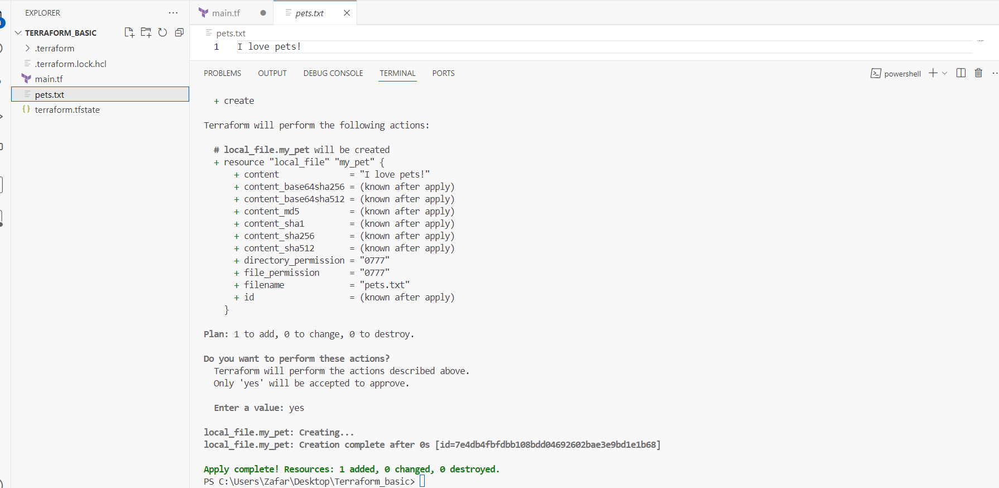 EXPLORER
TERRAFORM_BASIC
.terraform
.terraform.lock.hcl
main.tf
pets.txt
terraform.tfstate
main.tf
pets.txt
pets.txt
1 I love pets!
PROBLEMS OUTPUT DEBUG CONSOLE TERMINAL PORTS
powershell
+ create
Terraform will perform the following actions:
# local_file.my_pet will be created
+ resource "local_file" "my_pet" {
+ content = "I love pets!"
+ content_base64sha256 = (known after apply)
+ content_base64sha512 = (known after apply)
+ content_md5 = (known after apply)
+ content_sha1 = (known after apply)
+ content_sha256 = (known after apply)
+ content_sha512 = (known after apply)
+ directory_permission = "0777"
+ file_permission = "0777"
+ filename = "pets.txt"
+ id = (known after apply)
}
Plan: 1 to add, 0 to change, 0 to destroy.
Do you want to perform these actions?
Terraform will perform the actions described above.
Only 'yes' will be accepted to approve.
Enter a value: yes
local_file.my_pet: Creating...
local_file.my_pet: Creation complete after 0s [id=7e4db4fbfdbb108bdd04692602bae3e9bd1e1b68]
Apply complete! Resources: 1 added, 0 changed, 0 destroyed.
PS C:\Users\Zafar\Desktop\Terraform_basic>